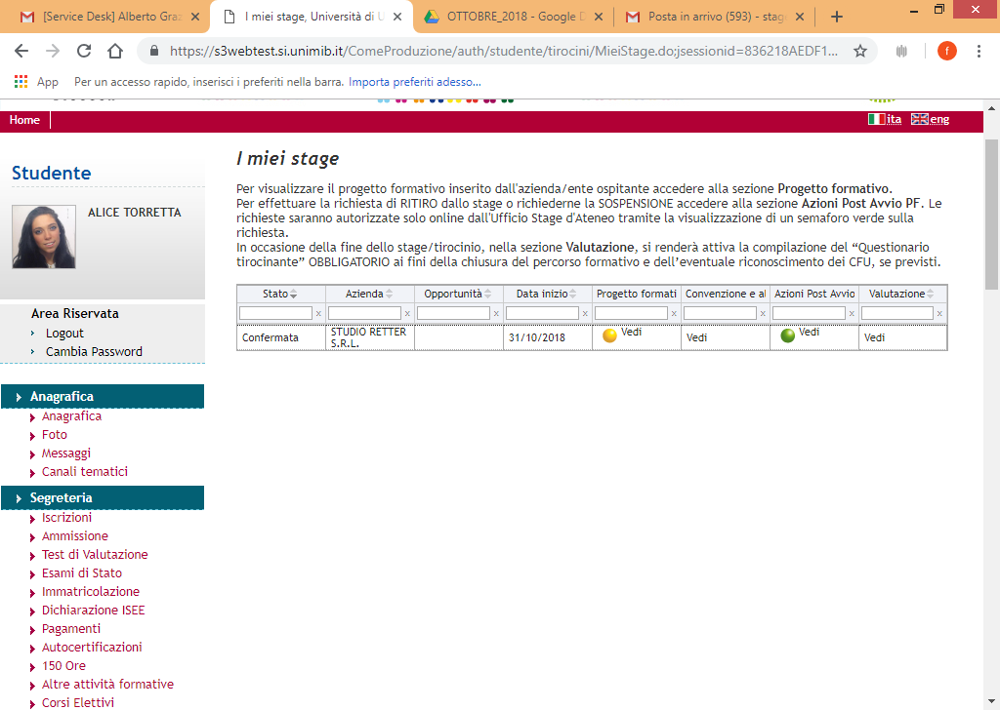 [Service Desk] Alberto Graz
I miei stage, Università di U
OTTOBRE_2018 - Google D
Posta in arrivo (593) - stag
https://s3webtest.si.unimib.it/ComeProduzione/auth/studente/tirocini/MieiStage.do;jsessionid=836218AEDF1...
f
App
Per un accesso rapido, inserisci i preferiti nella barra. Importa preferiti adesso...
Home
ita
eng
I miei stage
Per visualizzare il progetto formativo inserito dall'azienda/ente ospitante accedere alla sezione Progetto formativo.
Per effettuare la richiesta di RITIRO dallo stage o richiederne la SOSPENSIONE accedere alla sezione Azioni Post Avvio PF. Le
richieste saranno autorizzate solo online dall'Ufficio Stage d'Ateneo tramite la visualizzazione di un semaforo verde sulla
richiesta.
In occasione della fine dello stage/tirocinio, nella sezione Valutazione, si renderà attiva la compilazione del “Questionario
tirocinante” OBBLIGATORIO ai fini della chiusura del percorso formativo e dell’eventuale riconoscimento dei CFU, se previsti.
Stato Azienda Opportunità Data inizio Progetto formati Convenzione e al Azioni Post Avvio Valutazione
x x x x x x x x
Confermata STUDIO RETTER 31/10/2018 Vedi Vedi Vedi Vedi
S.R.L.
Studente
ALICE TORRETTA
Area Riservata
Logout
Cambia Password
Anagrafica
Anagrafica
Foto
Messaggi
Canali tematici
Segreteria
Iscrizioni
Ammissione
Test di Valutazione
Esami di Stato
Immatricolazione
Dichiarazione ISEE
Pagamenti
Autocertificazioni
150 Ore
Altre attività formative
Corsi Elettivi